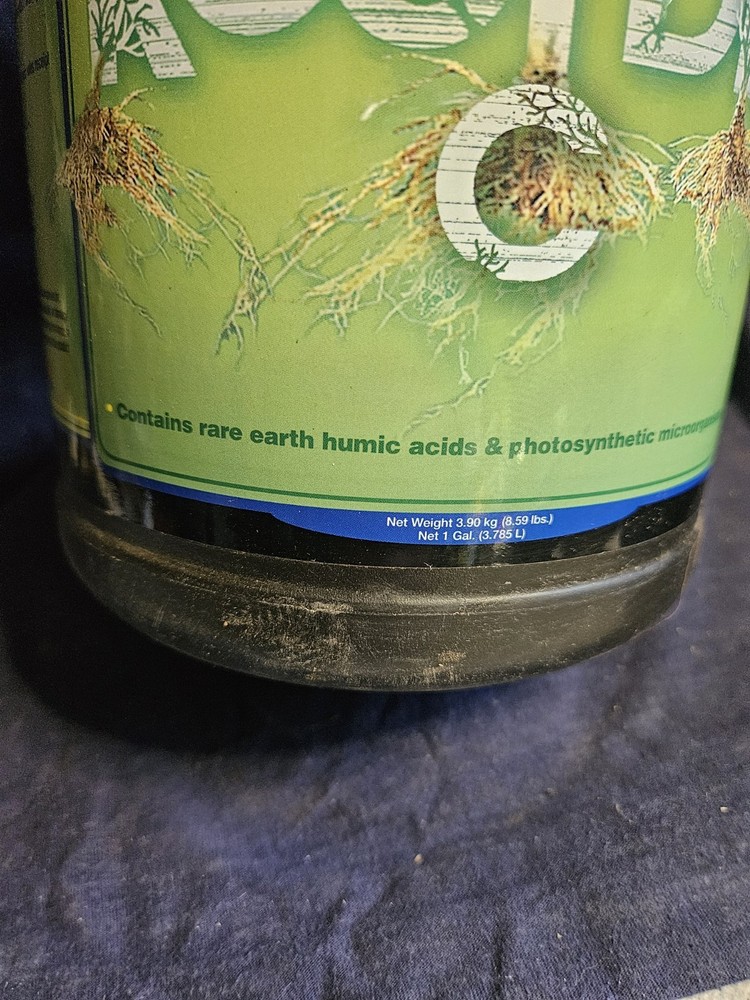 C
Contains rare earth humic acids & photosynthetic
Net Weight 3.90 kg (8.59 lbs.)
Net 1 Gal. (3.785 L)